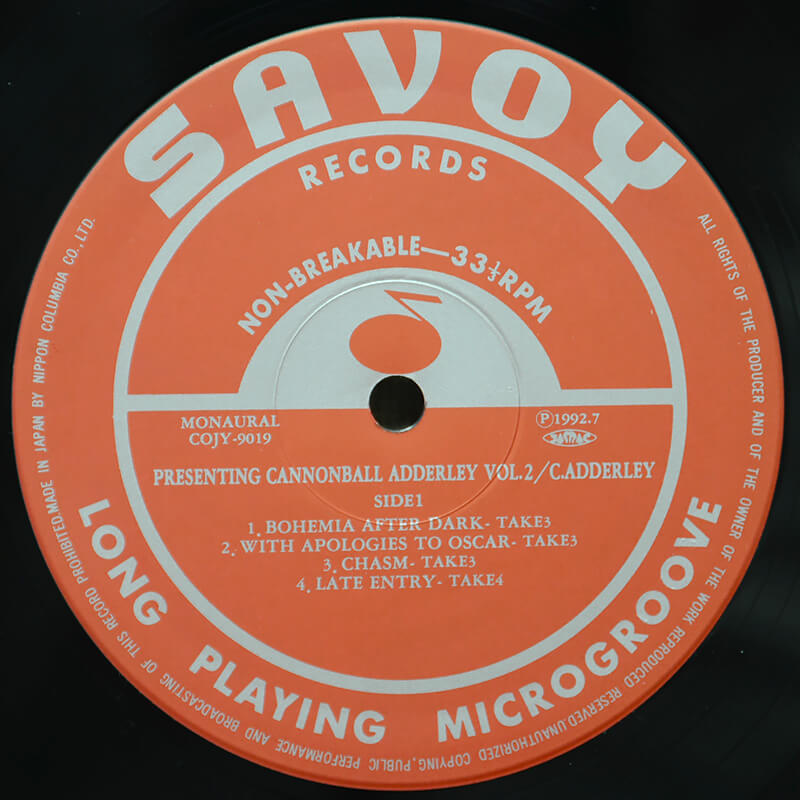 SAVOY
RECORDS
NON-BREAKABLE—33⅓RPM
MONAURAL
COJY-9019
Ⓟ1992.7
JASRAC
PRESENTING CANNONBALL ADDERLEY VOL.2/C.ADDERLEY
SIDE1
1. BOHEMIA AFTER DARK- TAKE3
2. WITH APOLOGIES TO OSCAR- TAKE3
3. CHASM- TAKE3
4. LATE ENTRY- TAKE4
LONG PLAYING MICROGROOVE
ALL RIGHTS OF THE PRODUCER AND OF THE OWNER OF THE WORK REPRODUCED RESERVED.UNAUTHORIZED COPYING,PUBLIC PERFORMANCE AND BROADCASTING OF THIS RECORD PROHIBITED.MADE IN JAPAN BY NIPPON COLUMBIA CO.,LTD.